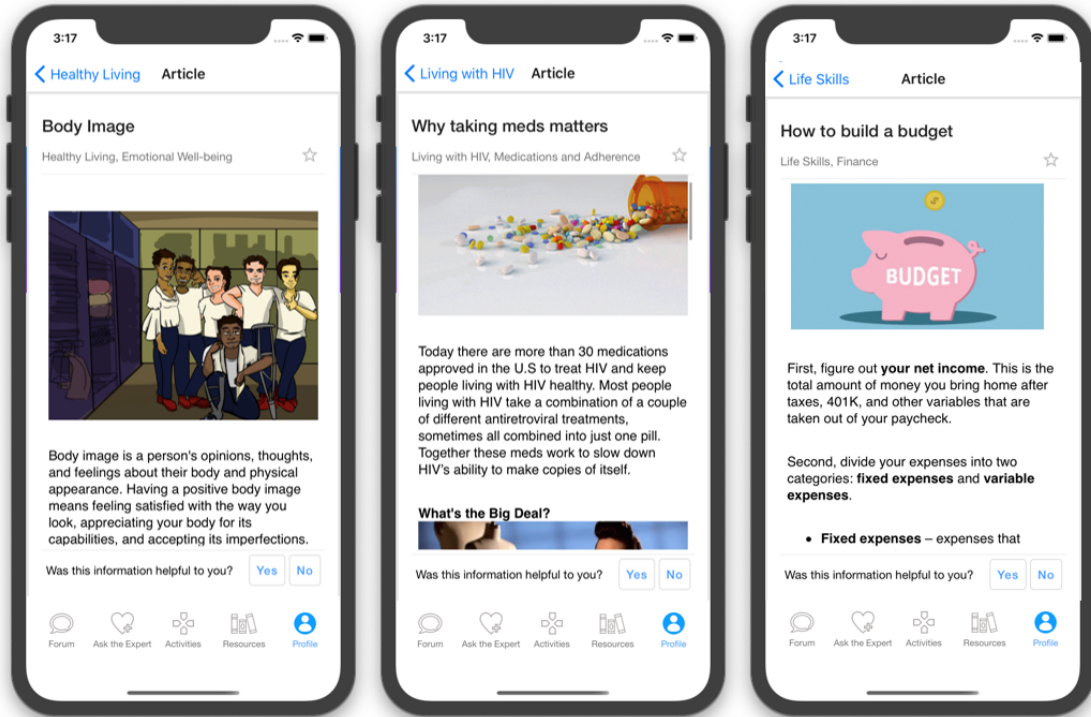 3:17
Healthy Living
Article
Body Image
Healthy Living, Emotional Well-being
Body image is a person's opinions, thoughts,
and feelings about their body and physical
appearance. Having a positive body image
means feeling satisfied with the way you
look, appreciating your body for its
capabilities, and accepting its imperfections.
Was this information helpful to you?
Yes
No
Forum
Ask the Expert
Activities
Resources
Profile
3:17
Living with HIV
Article
Why taking meds matters
Living with HIV, Medications and Adherence
Today there are more than 30 medications
approved in the U.S to treat HIV and keep
people living with HIV healthy. Most people
living with HIV take a combination of a couple
of different antiretroviral treatments,
sometimes all combined into just one pill.
Together these meds work to slow down
HIV's ability to make copies of itself.
What's the Big Deal?
Was this information helpful to you?
Yes
No
Forum
Ask the Expert
Activities
Resources
Profile
3:17
Life Skills
Article
How to build a budget
Life Skills, Finance
$
BUDGET
First, figure out your net income. This is the
total amount of money you bring home after
taxes, 401K, and other variables that are
taken out of your paycheck.
Second, divide your expenses into two
categories: fixed expenses and variable
expenses.
• Fixed expenses – expenses that
Was this information helpful to you?
Yes
No
Forum
Ask the Expert
Activities
Resources
Profile